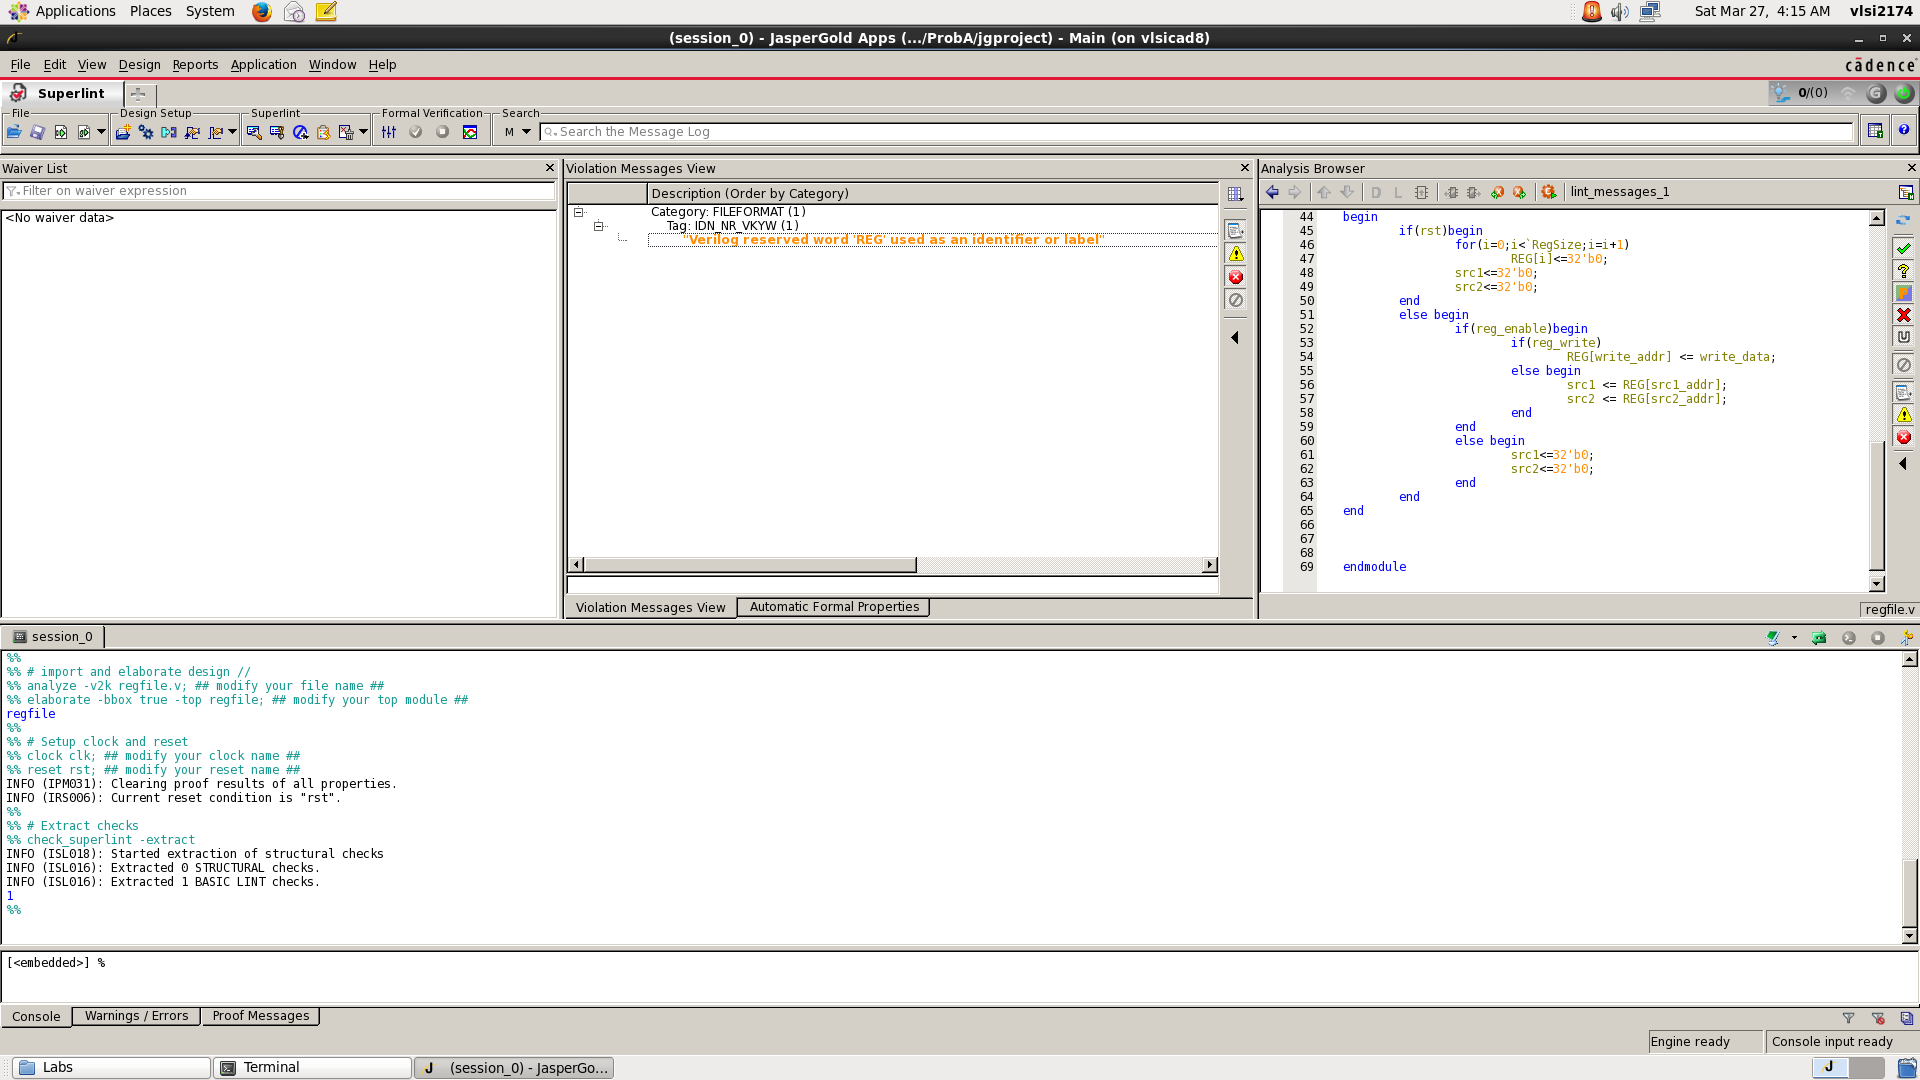 Applications Places System
Sat Mar 27, 4:15 AM vlsi2174
(session_0) - JasperGold Apps (.../ProbA/jgproject) - Main (on vlsicad8)
File Edit View Design Reports Application Window Help
cādence
Superlint
0/(0)
File Design Setup Superlint Formal Verification Search
M Search the Message Log
Waiver List
Filter on waiver expression
<No waiver data>
Violation Messages View
Description (Order by Category)
Category: FILEFORMAT (1)
Tag: IDN_NR_VKYW (1)
"Verilog reserved word 'REG' used as an identifier or label"
Violation Messages View Automatic Formal Properties
Analysis Browser
D L lint_messages_1
44 begin
45 if(rst)begin
46 for(i=0;i<`RegSize;i=i+1)
47 REG[i]<=32'b0;
48 src1<=32'b0;
49 src2<=32'b0;
50 end
51 else begin
52 if(reg_enable)begin
53 if(reg_write)
54 REG[write_addr] <= write_data;
55 else begin
56 src1 <= REG[src1_addr];
57 src2 <= REG[src2_addr];
58 end
59 end
60 else begin
61 src1<=32'b0;
62 src2<=32'b0;
63 end
64 end
65 end
66
67
68
69 endmodule
regfile.v
session_0
%%
%% # import and elaborate design //
%% analyze -v2k regfile.v; ## modify your file name ##
%% elaborate -bbox true -top regfile; ## modify your top module ##
regfile
%%
%% # Setup clock and reset
%% clock clk; ## modify your clock name ##
%% reset rst; ## modify your reset name ##
INFO (IPM031): Clearing proof results of all properties.
INFO (IRS006): Current reset condition is "rst".
%%
%% # Extract checks
%% check_superlint -extract
INFO (ISL018): Started extraction of structural checks
INFO (ISL016): Extracted 0 STRUCTURAL checks.
INFO (ISL016): Extracted 1 BASIC LINT checks.
1
%%
[<embedded>] %
Console Warnings / Errors Proof Messages
Engine ready Console input ready
Labs Terminal (session_0) - JasperGo...